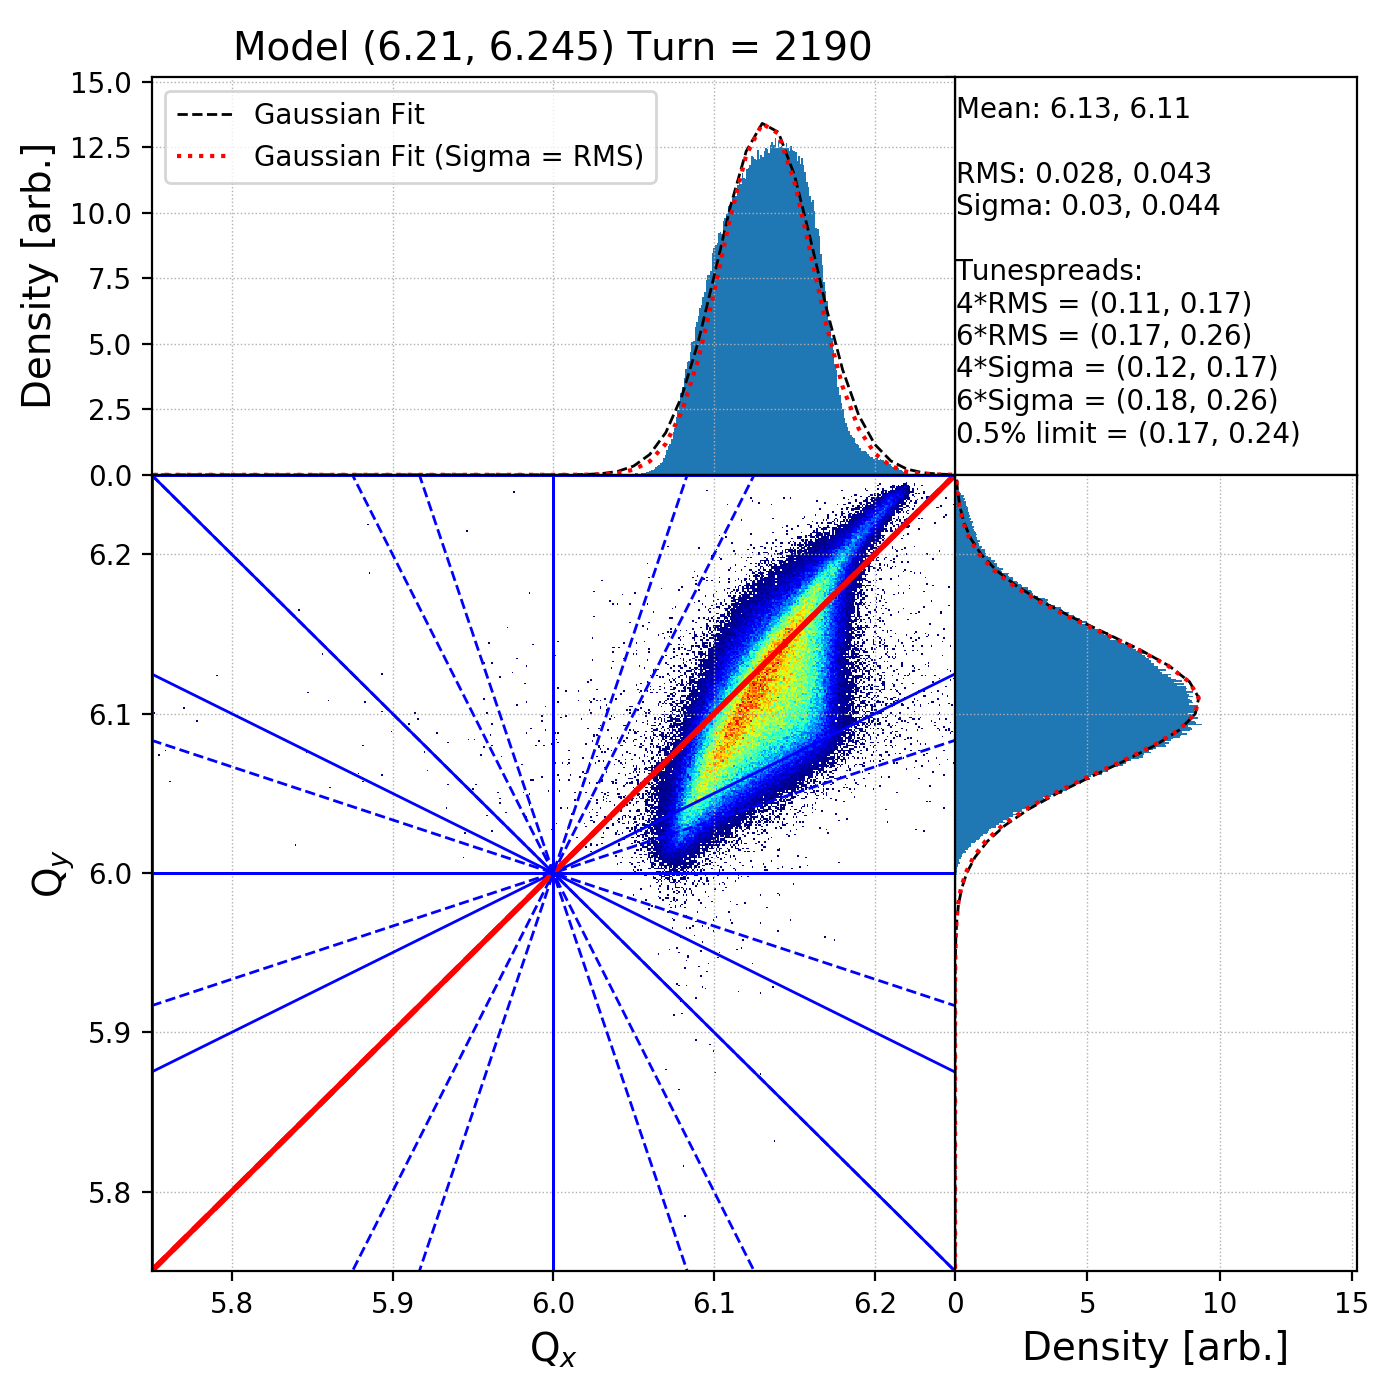 Model (6.21, 6.245) Turn = 2190
Density [arb.]
15.0
12.5
10.0
7.5
5.0
2.5
0.0
Gaussian Fit
Gaussian Fit (Sigma = RMS)
Mean: 6.13, 6.11
RMS: 0.028, 0.043
Sigma: 0.03, 0.044
Tunespreads:
4*RMS = (0.11, 0.17)
6*RMS = (0.17, 0.26)
4*Sigma = (0.12, 0.17)
6*Sigma = (0.18, 0.26)
0.5% limit = (0.17, 0.24)
Qy
6.2
6.1
6.0
5.9
5.8
5.8 5.9 6.0 6.1 6.2
Qx
0 5 10 15
Density [arb.]